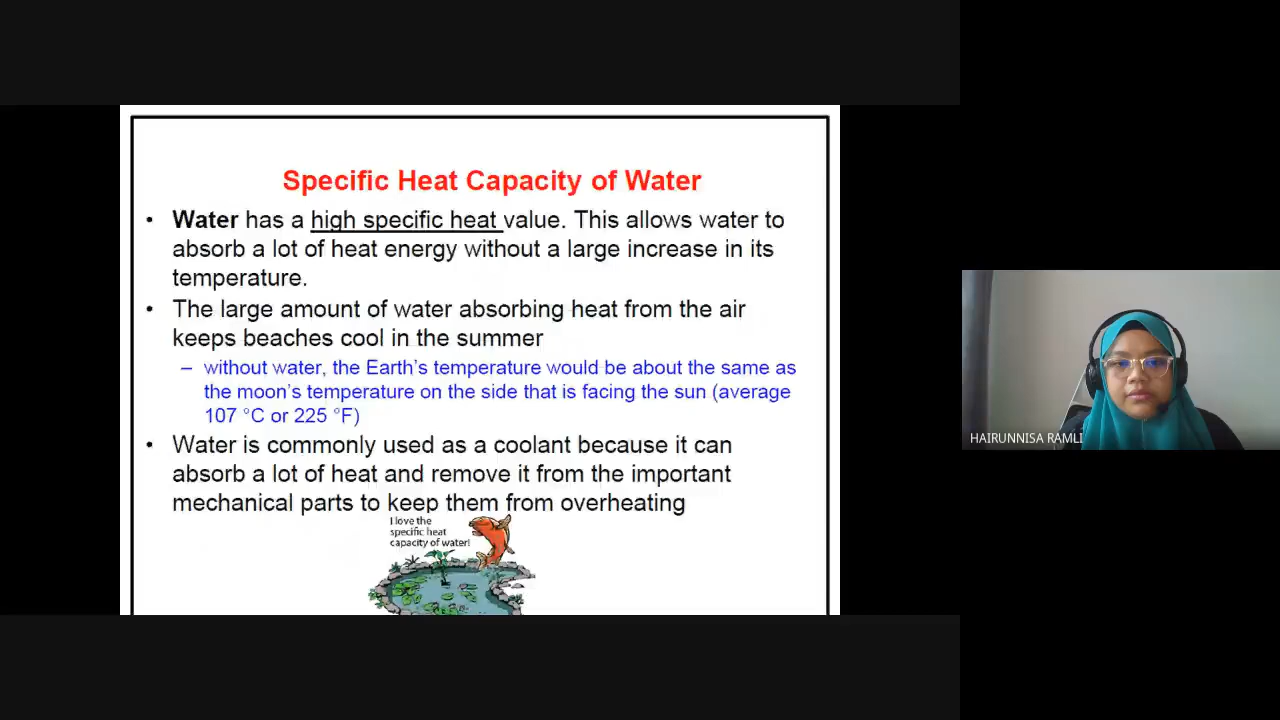 Specific Heat Capacity of Water
• Water has a high specific heat value. This allows water to
absorb a lot of heat energy without a large increase in its
temperature.
• The large amount of water absorbing heat from the air
keeps beaches cool in the summer
– without water, the Earth's temperature would be about the same as
the moon's temperature on the side that is facing the sun (average
107 °C or 225 °F)
• Water is commonly used as a coolant because it can
absorb a lot of heat and remove it from the important
mechanical parts to keep them from overheating
I love the
specific heat
capacity of water!
HAIRUNNISA RAMLI